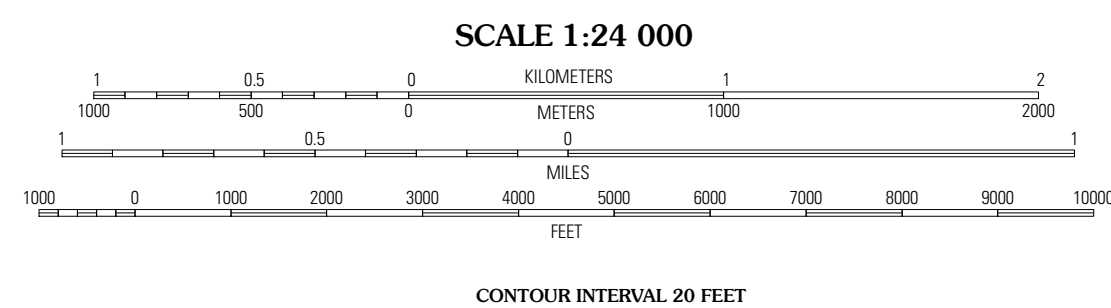 SCALE 1:24 000
1 0.5 0 KILOMETERS 1 2
1000 500 0 METERS 1000 2000
1 0.5 0 1
MILES
1000 0 1000 2000 3000 4000 5000 6000 7000 8000 9000 10000
FEET
CONTOUR INTERVAL 20 FEET